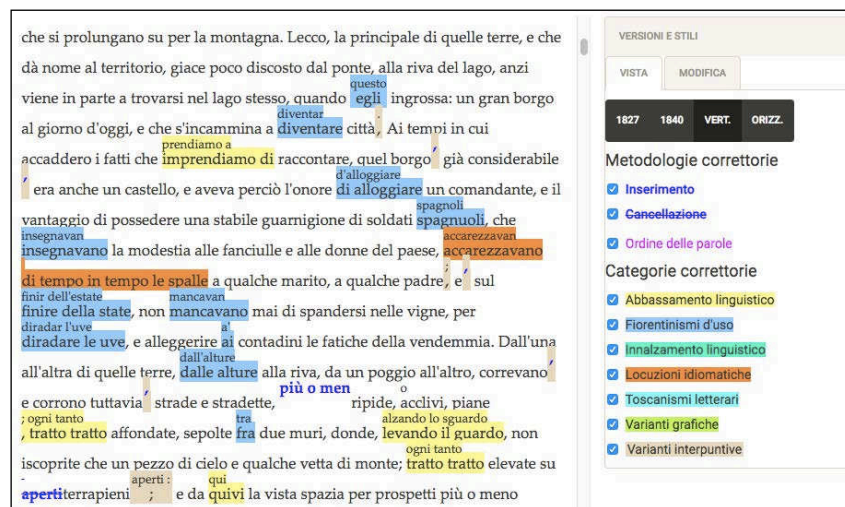 che si prolungano su per la montagna. Lecco, la principale di quelle terre, e che
dà nome al territorio, giace poco discosto dal ponte, alla riva del lago, anzi
questo
viene in parte a trovarsi nel lago stesso, quando egli ingrossa: un gran borgo
diventar .
al giorno d'oggi, e che s'incammina a diventare città, Ai tempi in cui
prendiamo a
accaddero i fatti che imprendiamo di raccontare, quel borgo, già considerabile
d'alloggiare
, era anche un castello, e aveva perciò l'onore di alloggiare un comandante, e il
spagnoli
vantaggio di possedere una stabile guarnigione di soldati spagnuoli, che
insegnavan accarezzavan
insegnavano la modestia alle fanciulle e alle donne del paese, accarezzavano
;
di tempo in tempo le spalle a qualche marito, a qualche padre, e, sul
finir dell'estate mancavan
finire della state, non mancavano mai di spandersi nelle vigne, per
diradar l'uve a'
diradare le uve, e alleggerire ai contadini le fatiche della vendemmia. Dall'una
dall'alture
all'altra di quelle terre, dalle alture alla riva, da un poggio all'altro, correvano,
più o men o
e corrono tuttavia, strade e stradette, ripide, acclivi, piane
; ogni tanto tra alzando lo sguardo
, tratto tratto affondate, sepolte fra due muri, donde, levando il guardo, non
ogni tanto
iscoprite che un pezzo di cielo e qualche vetta di monte; tratto tratto elevate su
- aperti : qui
apertiterrapieni ; e da quivi la vista spazia per prospetti più o meno
VERSIONI E STILI
VISTA MODIFICA
1827 1840 VERT. ORIZZ.
Metodologie correttorie
Inserimento
Cancellazione
Ordine delle parole
Categorie correttorie
Abbassamento linguistico
Fiorentinismi d'uso
Innalzamento linguistico
Locuzioni idiomatiche
Toscanismi letterari
Varianti grafiche
Varianti interpuntive